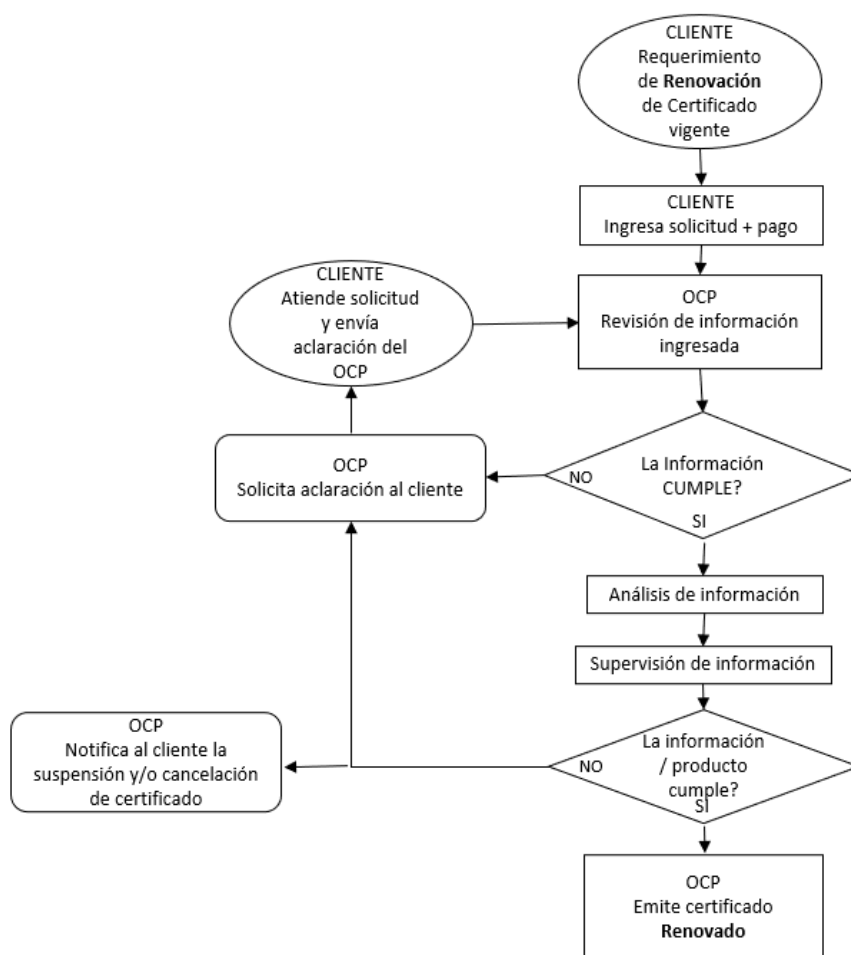 CLIENTE
Requerimiento
de Renovación
de Certificado
vigente
CLIENTE
Ingresa solicitud + pago
CLIENTE
Atiende solicitud
y envía
aclaración del
OCP
OCP
Revisión de información
ingresada
OCP
Solicita aclaración al cliente
NO
La Información
CUMPLE?
SI
Análisis de información
Supervisión de información
OCP
Notifica al cliente la
suspensión y/o cancelación
de certificado
NO
La información
/ producto
cumple?
SI
OCP
Emite certificado
Renovado